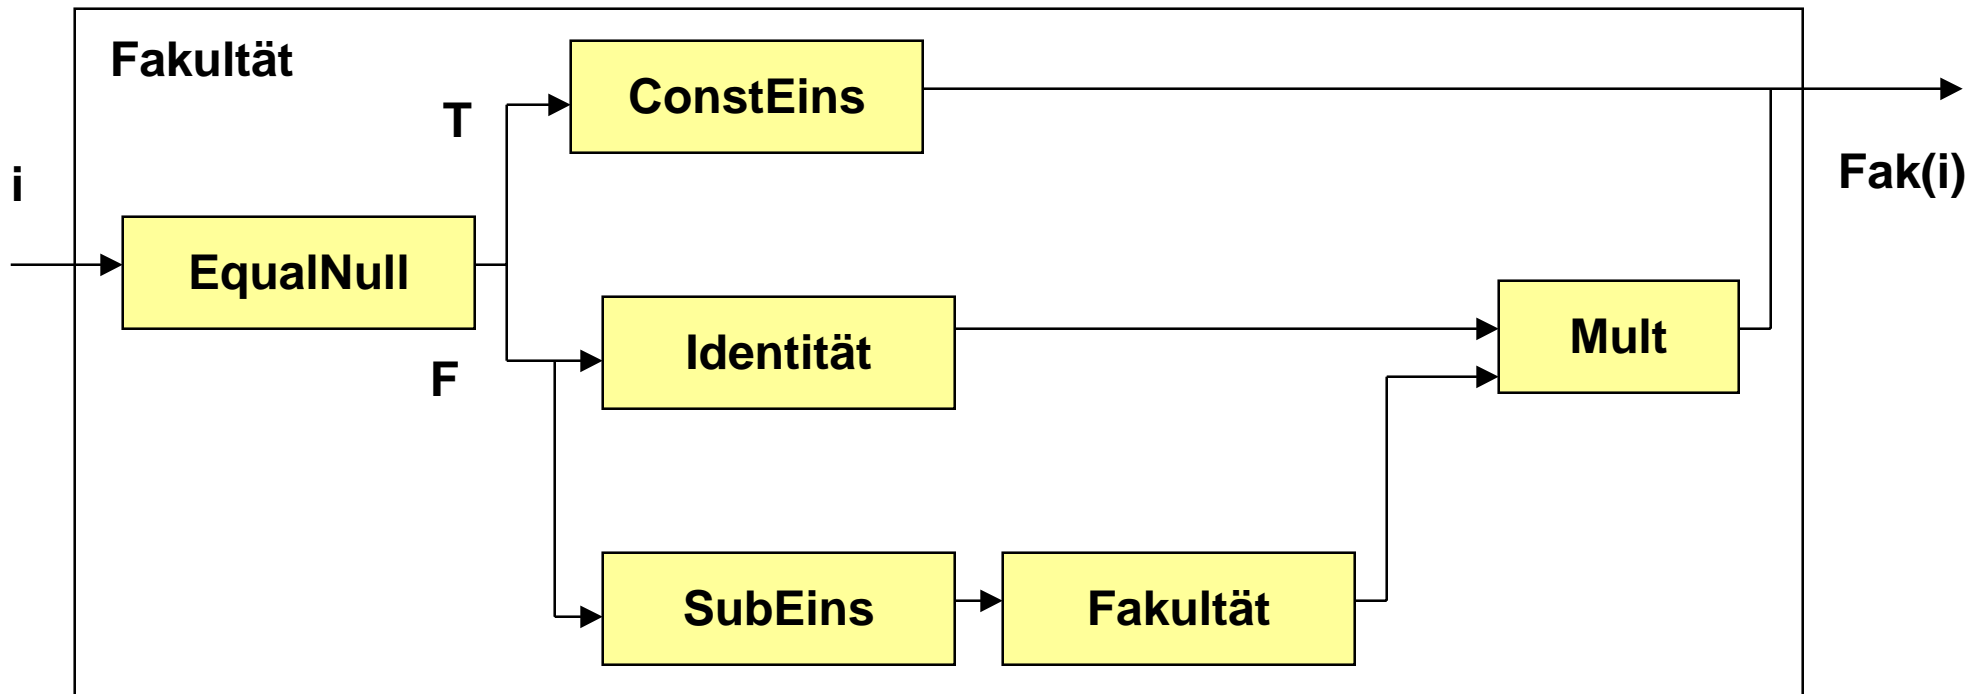 Fakultät
ConstEins
T
i
Fak(i)
EqualNull
Identität
Mult
F
SubEins
Fakultät